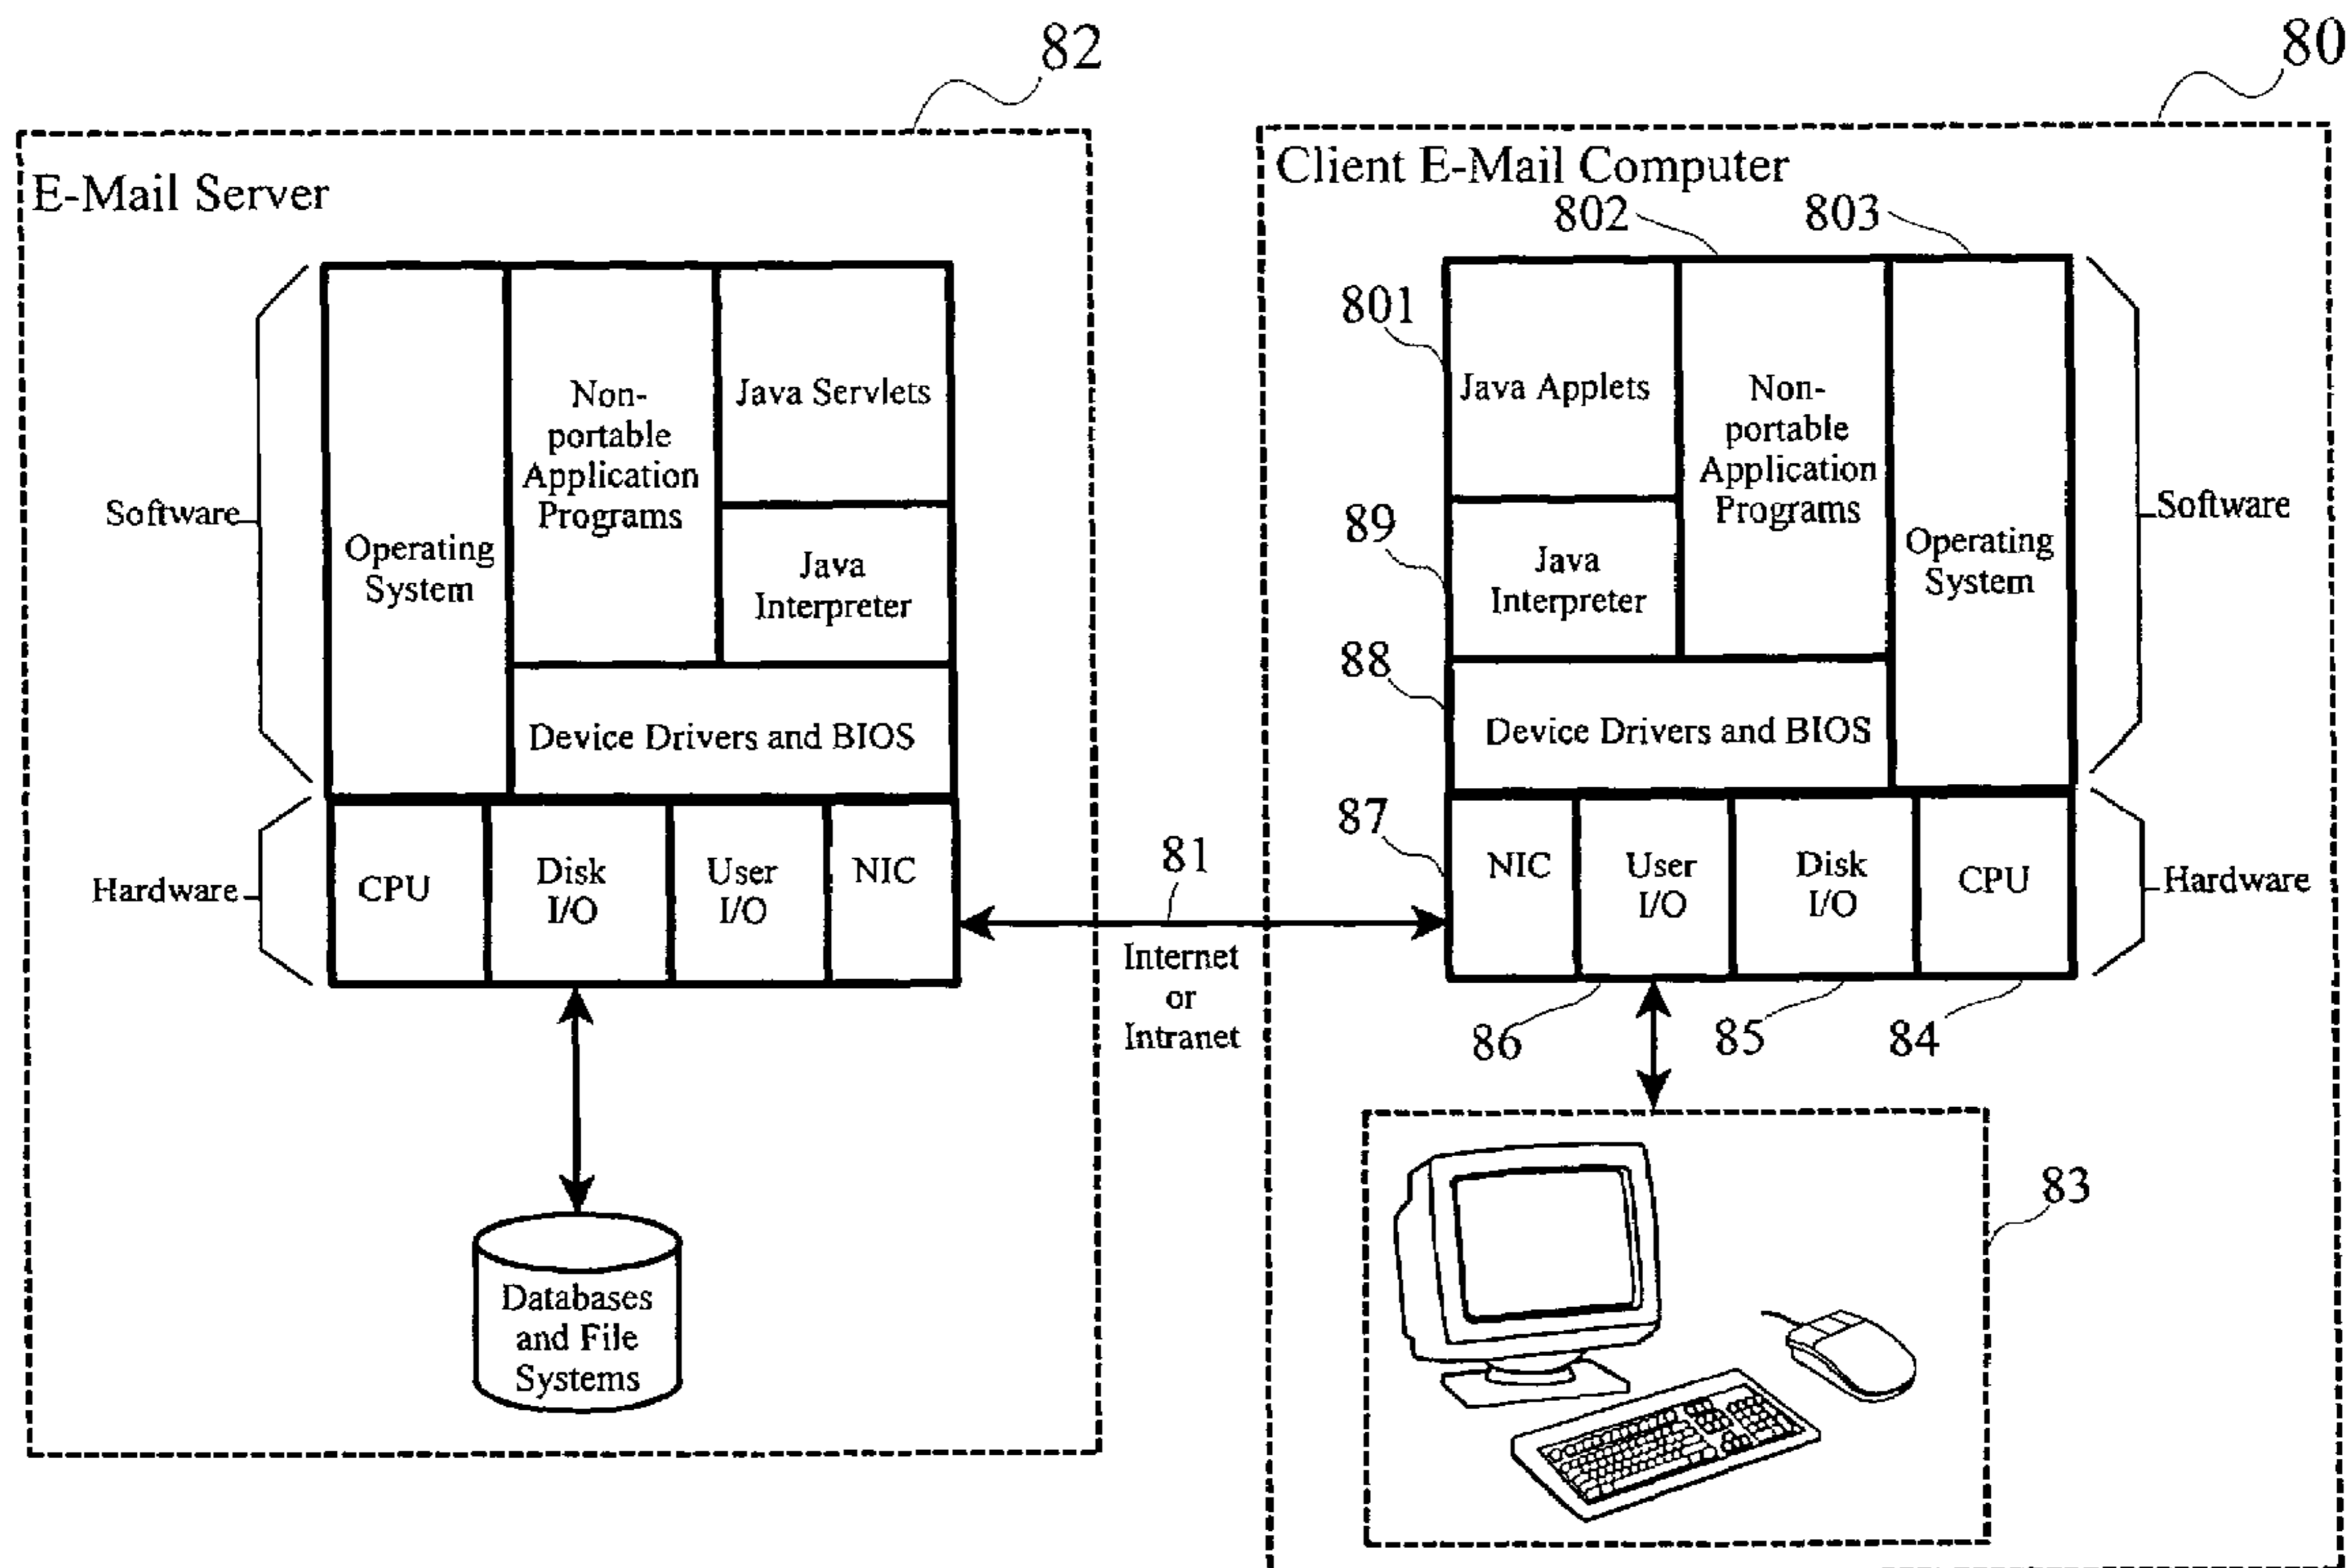 82
80
E-Mail Server
Software
Operating
System
Non-
portable
Application
Programs
Java Servlets
Java
Interpreter
Device Drivers and BIOS
Hardware
CPU
Disk
I/O
User
I/O
NIC
Databases
and File
Systems
81
Internet
or
Intranet
Client E-Mail Computer
802
803
801
Java Applets
Non-
portable
Application
Programs
Operating
System
Software
89
Java
Interpreter
88
Device Drivers and BIOS
87
NIC
User
I/O
Disk
I/O
CPU
Hardware
86
85
84
83